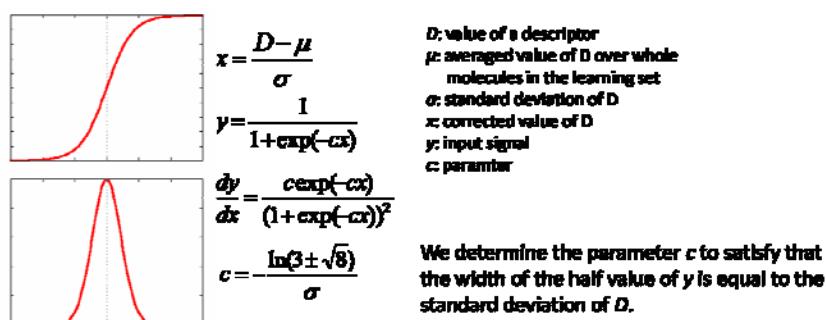 x = (D − μ) / σ
y = 1 / (1+exp(−cx))
dy/dx = c exp(−cx) / (1+exp(−cx))²
c = − ln(3±√8) / σ
D: value of a descriptor
μ: averaged value of D over whole
molecules in the learning set
σ: standard deviation of D
x: corrected value of D
y: input signal
c: paramter
We determine the parameter c to satisfy that
the width of the half value of y is equal to the
standard deviation of D.